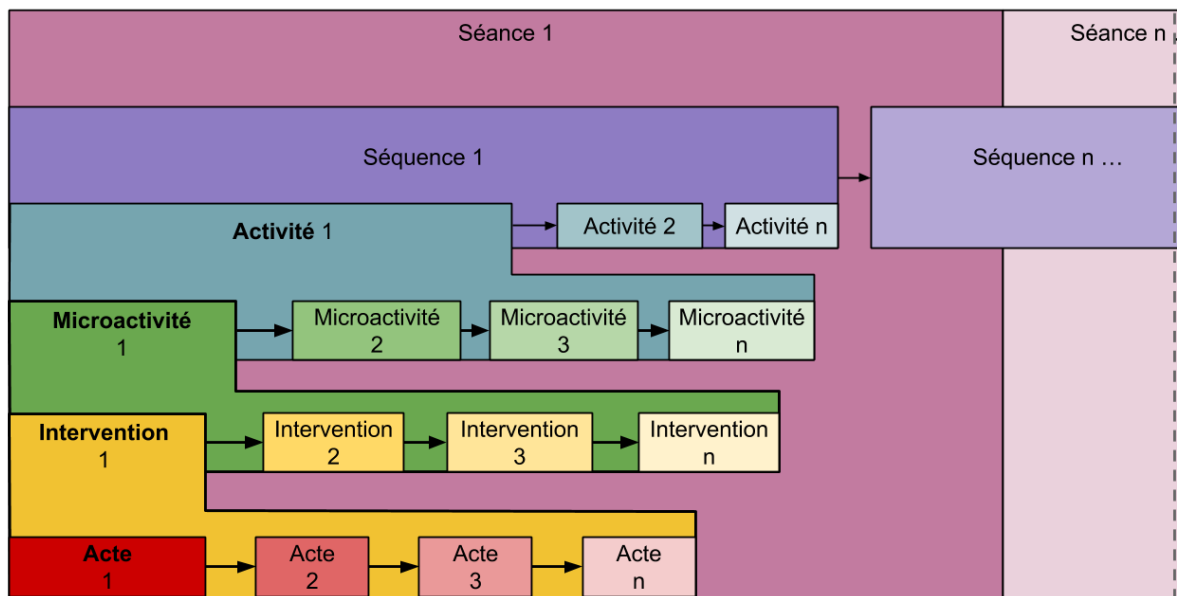 Séance 1
Séance n .
Séquence 1
Séquence n …
Activité 1
Activité 2
Activité n
Microactivité
1
Microactivité
2
Microactivité
3
Microactivité
n
Intervention
1
Intervention
2
Intervention
3
Intervention
n
Acte
1
Acte
2
Acte
3
Acte
n